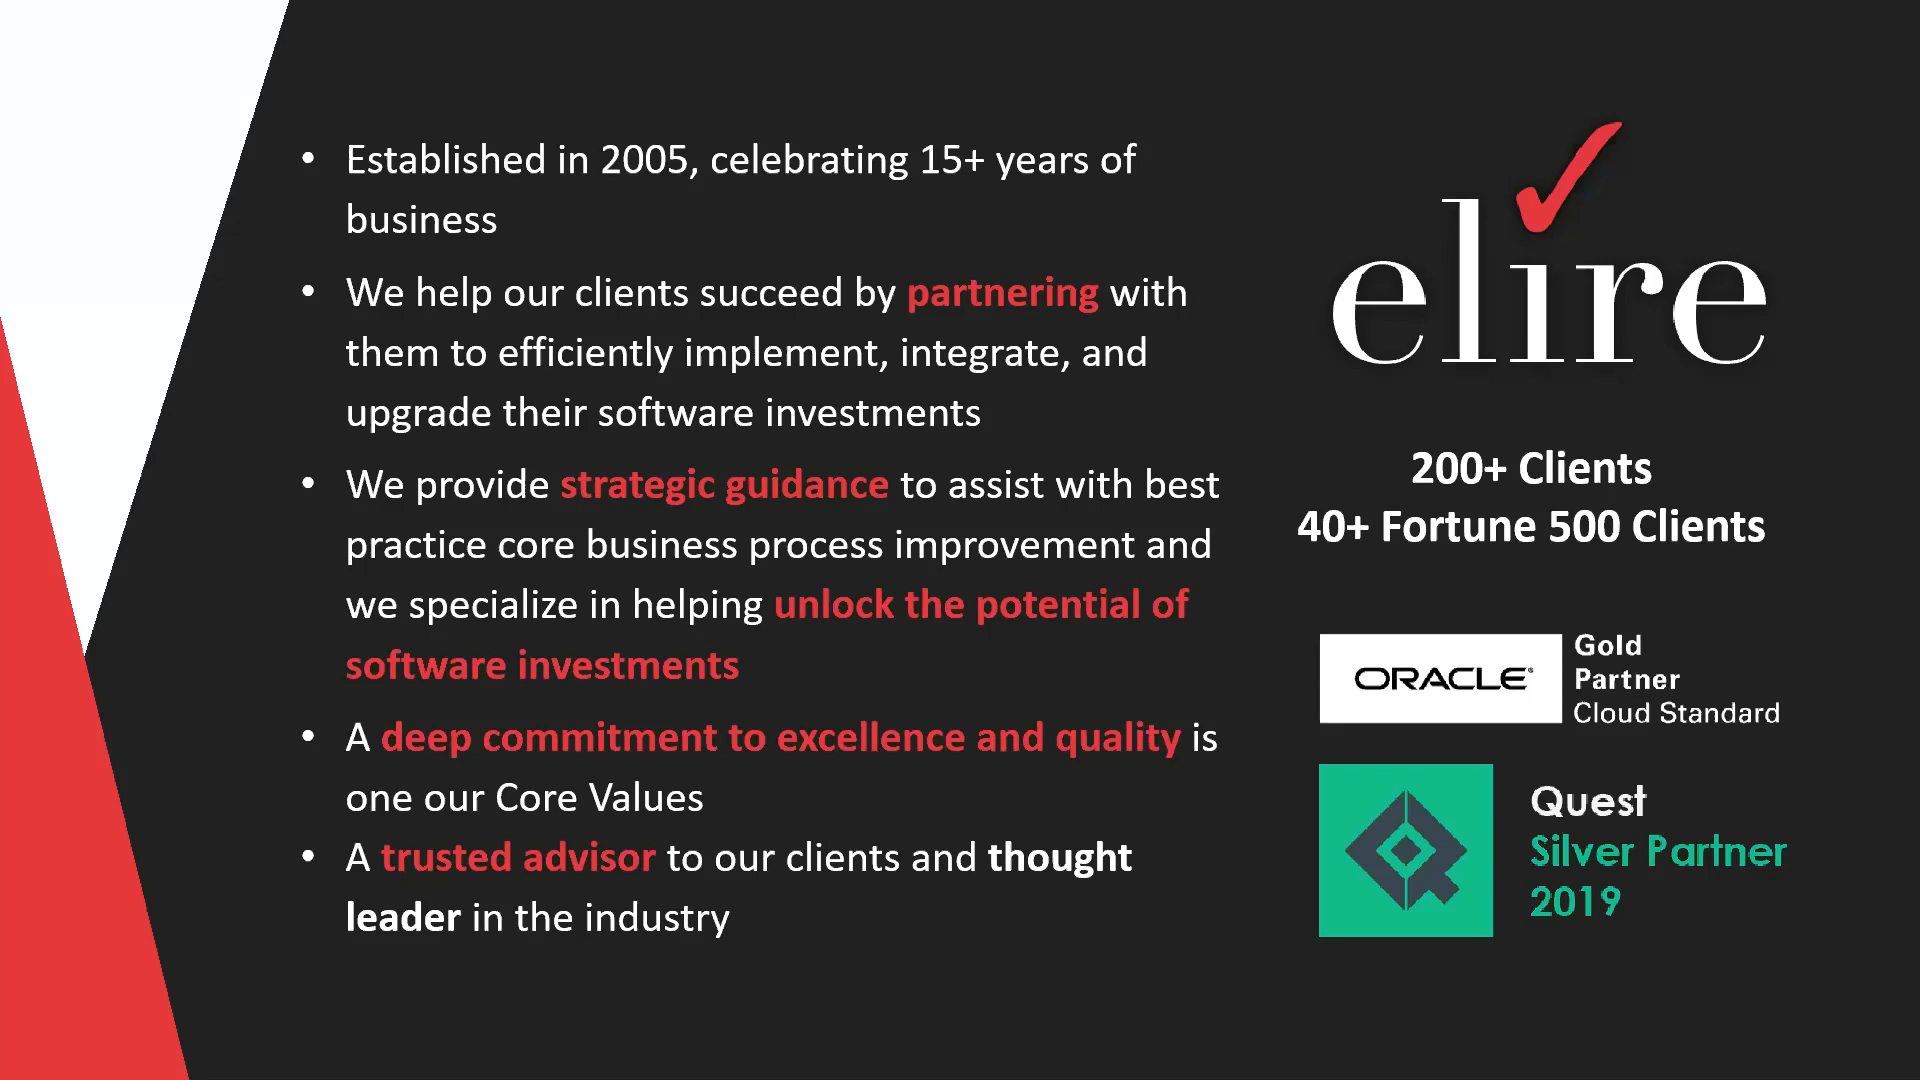 • Established in 2005, celebrating 15+ years of
business
• We help our clients succeed by partnering with
them to efficiently implement, integrate, and
upgrade their software investments
• We provide strategic guidance to assist with best
practice core business process improvement and
we specialize in helping unlock the potential of
software investments
• A deep commitment to excellence and quality is
one our Core Values
• A trusted advisor to our clients and thought
leader in the industry
elire
200+ Clients
40+ Fortune 500 Clients
ORACLE®
Gold
Partner
Cloud Standard
Quest
Silver Partner
2019